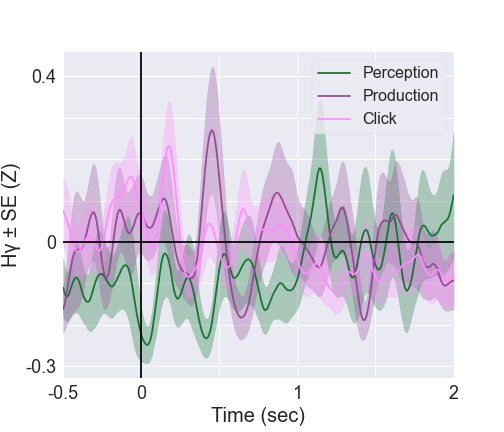 Perception
Production
Click
0.4
0
-0.3
Hγ ± SE (Z)
-0.5
0
1
2
Time (sec)